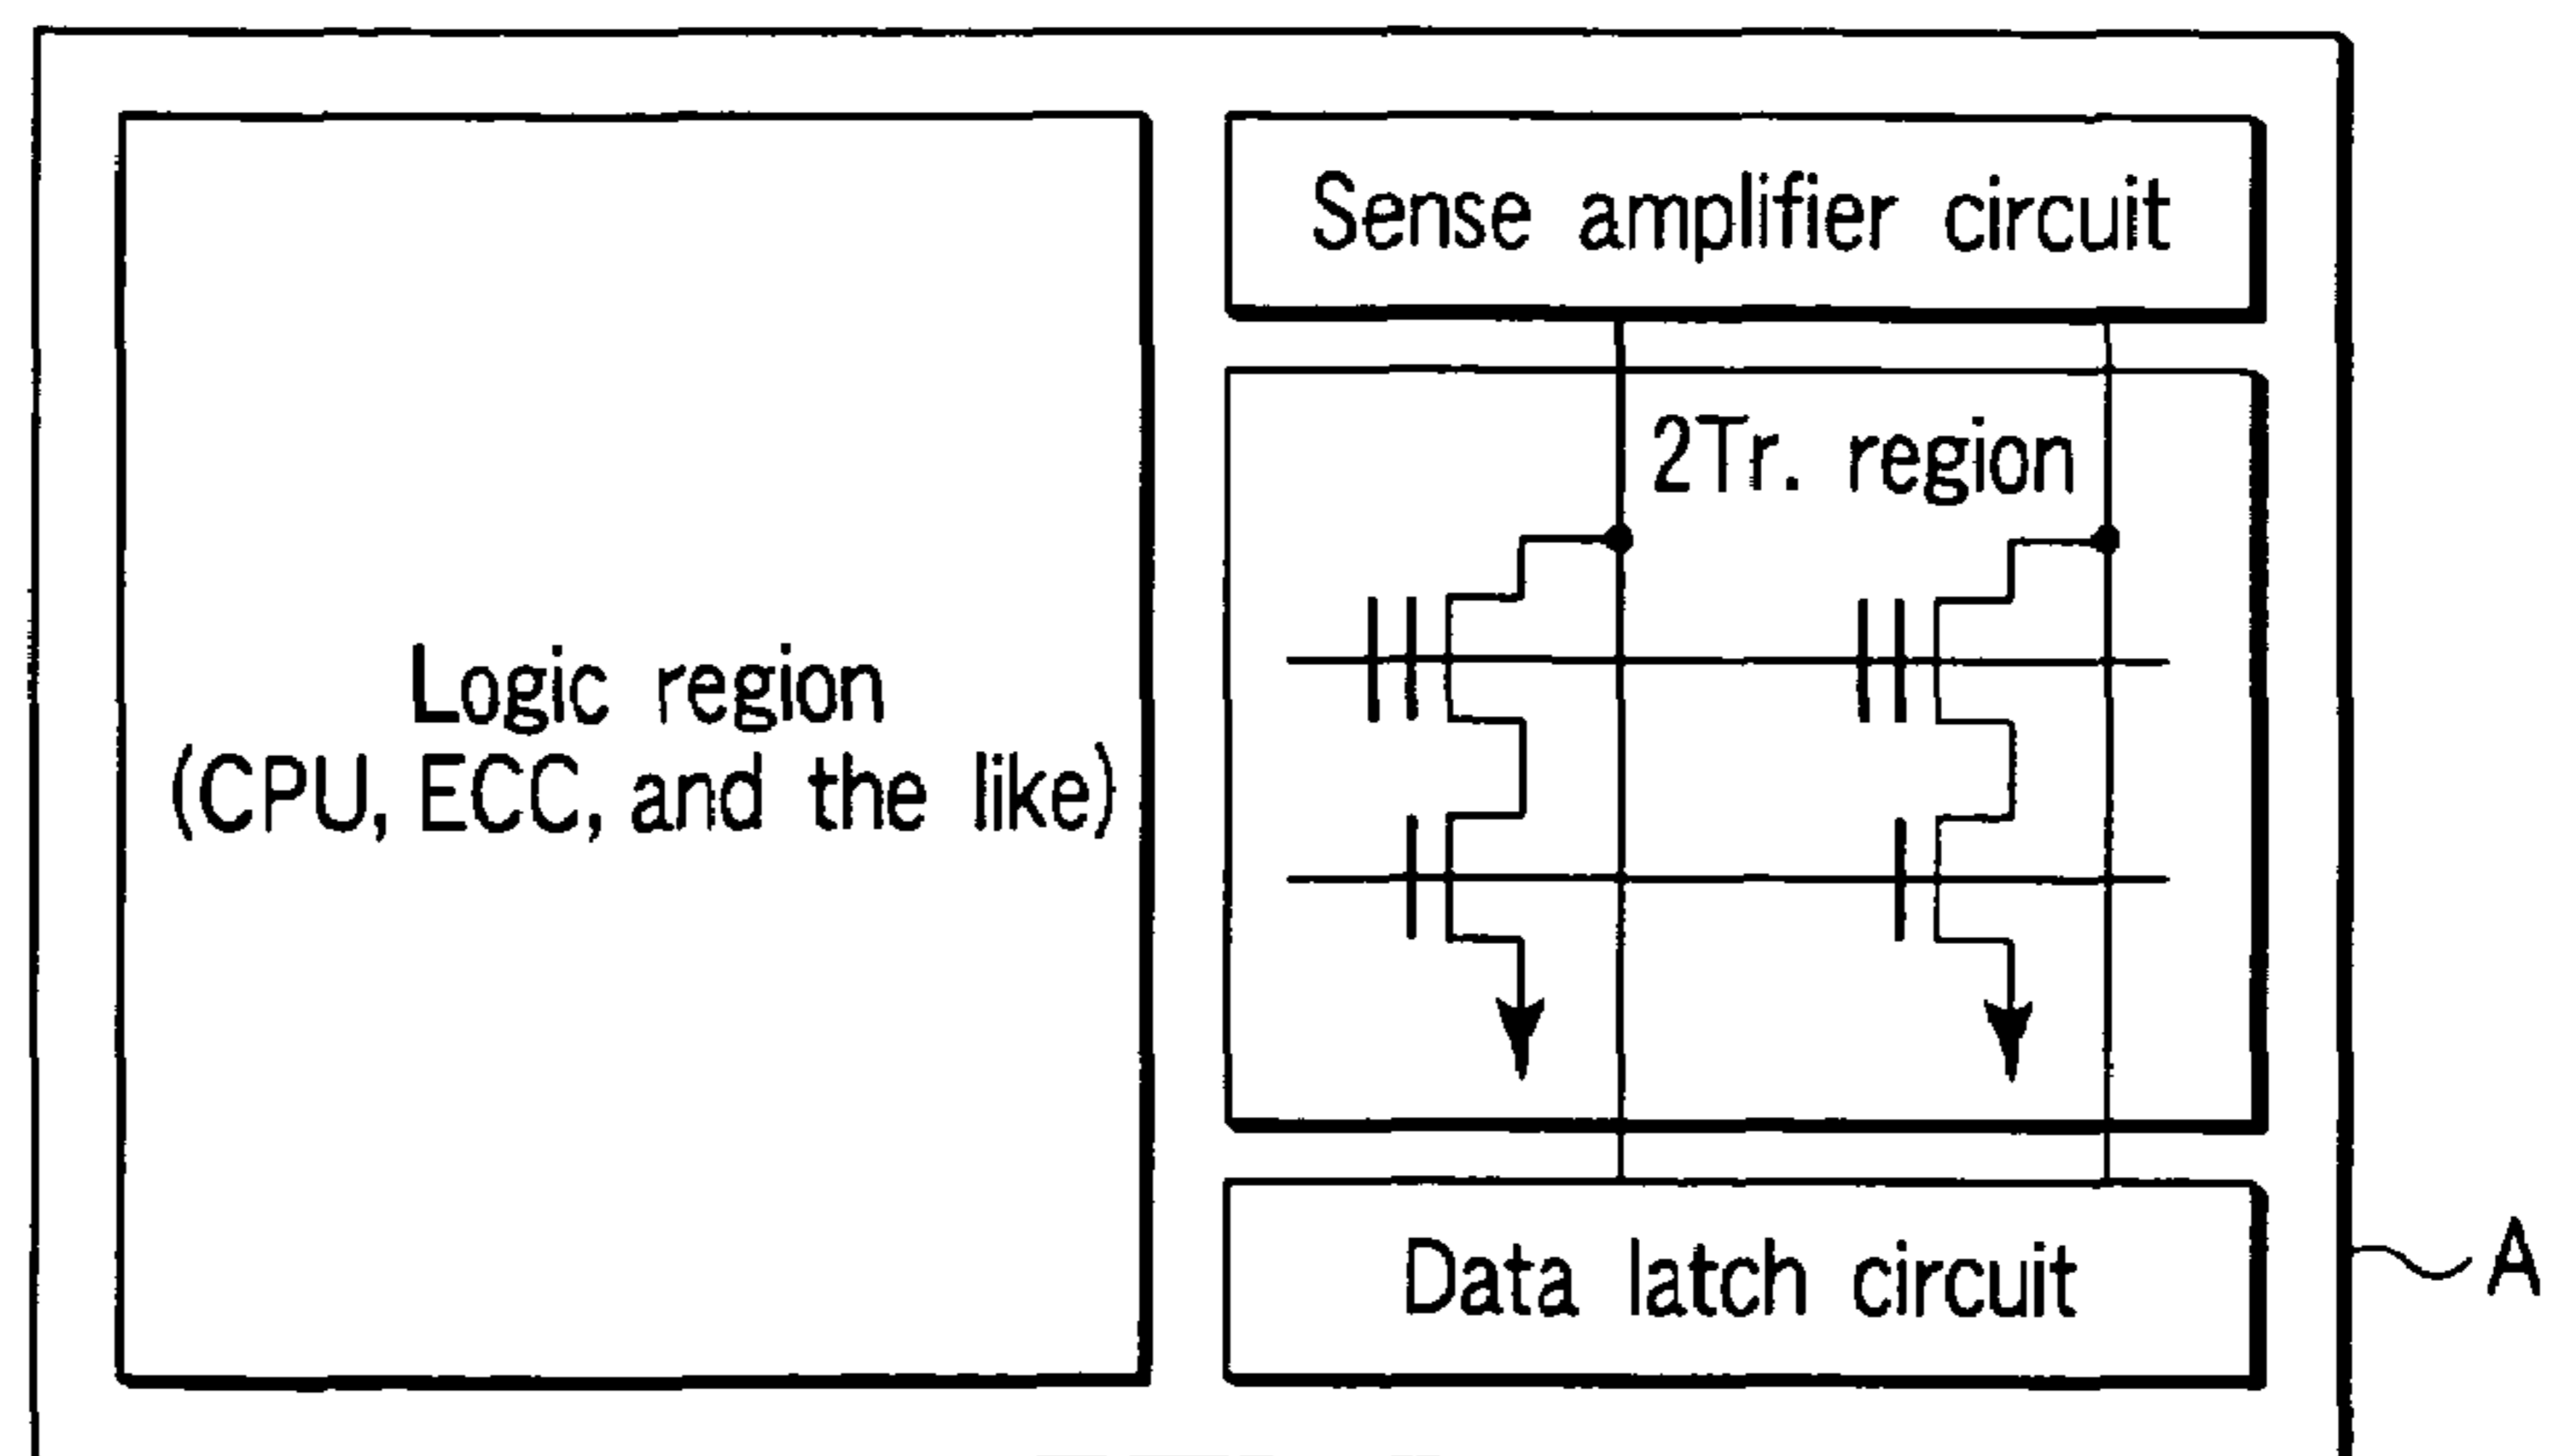 Logic region
(CPU, ECC, and the like)
Sense amplifier circuit
2Tr. region
Data latch circuit
A